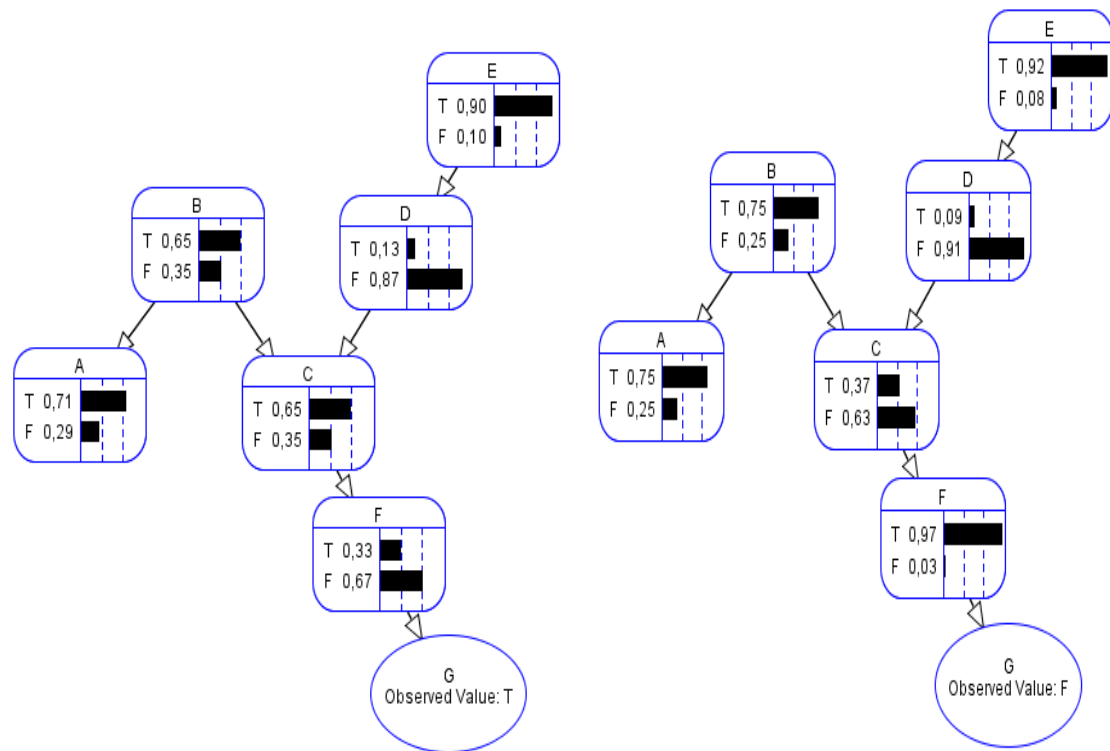 E
T 0,90
F 0,10
B
T 0,65
F 0,35
D
T 0,13
F 0,87
A
T 0,71
F 0,29
C
T 0,65
F 0,35
F
T 0,33
F 0,67
G
Observed Value: T
E
T 0,92
F 0,08
B
T 0,75
F 0,25
D
T 0,09
F 0,91
A
T 0,75
F 0,25
C
T 0,37
F 0,63
F
T 0,97
F 0,03
G
Observed Value: F